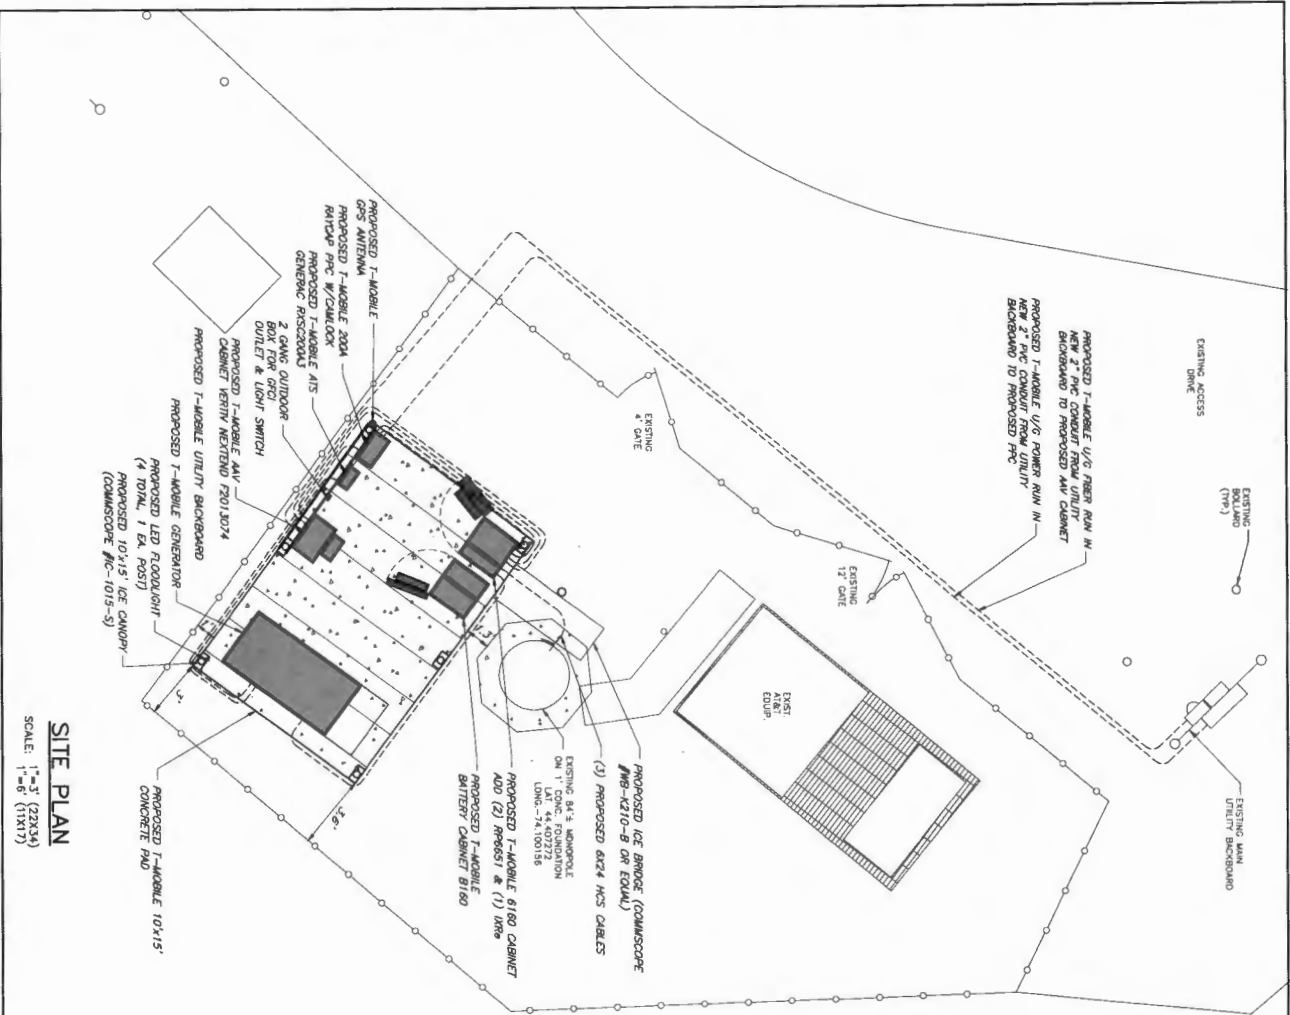 EXISTING ACCESS
DRIVE
EXISTING
BOLLARD
(TYP.)
PROPOSED T-MOBILE U/G FIBER RUN IN
NEW 2" PVC CONDUIT FROM UTILITY
BACKBOARD TO PROPOSED AAV CABINET
PROPOSED T-MOBILE U/G POWER RUN IN
NEW 2" PVC CONDUIT FROM UTILITY
BACKBOARD TO PROPOSED PPC
EXISTING MAIN
UTILITY BACKBOARD
EXISTING
4' GATE
EXISTING
12' GATE
EXIST.
AT&T
EQUIP.
PROPOSED T-MOBILE
GPS ANTENNA
PROPOSED T-MOBILE 200A
RAYCAP PPC W/CAMLOCK
PROPOSED T-MOBILE ATS
GENERAC RXSC200A3
2 GANG OUTDOOR
BOX FOR GFCI
OUTLET & LIGHT SWITCH
PROPOSED T-MOBILE AAV
CABINET VERTIV NEXTEND F2013074
PROPOSED T-MOBILE UTILITY BACKBOARD
PROPOSED T-MOBILE GENERATOR
PROPOSED LED FLOODLIGHT
(4 TOTAL, 1 EA. POST)
PROPOSED 10'x15' ICE CANOPY
(COMMSCOPE #IC-1015-S)
PROPOSED ICE BRIDGE (COMMSCOPE
#WB-K210-B OR EQUAL)
(3) PROPOSED 6X24 HCS CABLES
EXISTING 84'± MONOPOLE
ON 1' CONC. FOUNDATION
LAT. 44.407272
LONG.-74.100156
PROPOSED T-MOBILE 6160 CABINET
ADD (2) RP6651 & (1) IXRe
PROPOSED T-MOBILE
BATTERY CABINET B160
PROPOSED T-MOBILE 10'x15'
CONCRETE PAD
SITE PLAN
SCALE: 1"=3' (22X34)
1"=6' (11X17)